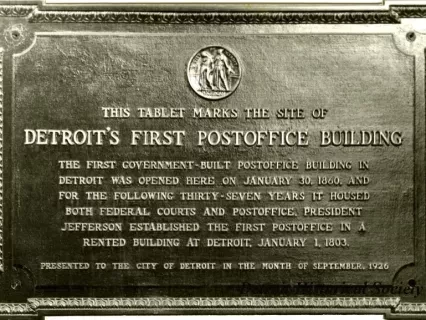 THIS TABLET MARKS THE SITE OF
DETROIT'S FIRST POSTOFFICE BUILDING
THE FIRST GOVERNMENT-BUILT POSTOFFICE BUILDING IN
DETROIT WAS OPENED HERE ON JANUARY 30, 1860, AND
FOR THE FOLLOWING THIRTY-SEVEN YEARS IT HOUSED
BOTH FEDERAL COURTS AND POSTOFFICE. PRESIDENT
JEFFERSON ESTABLISHED THE FIRST POSTOFFICE IN A
RENTED BUILDING AT DETROIT, JANUARY 1, 1803.
PRESENTED TO THE CITY OF DETROIT IN THE MONTH OF SEPTEMBER, 1926
Detroit Historical Society